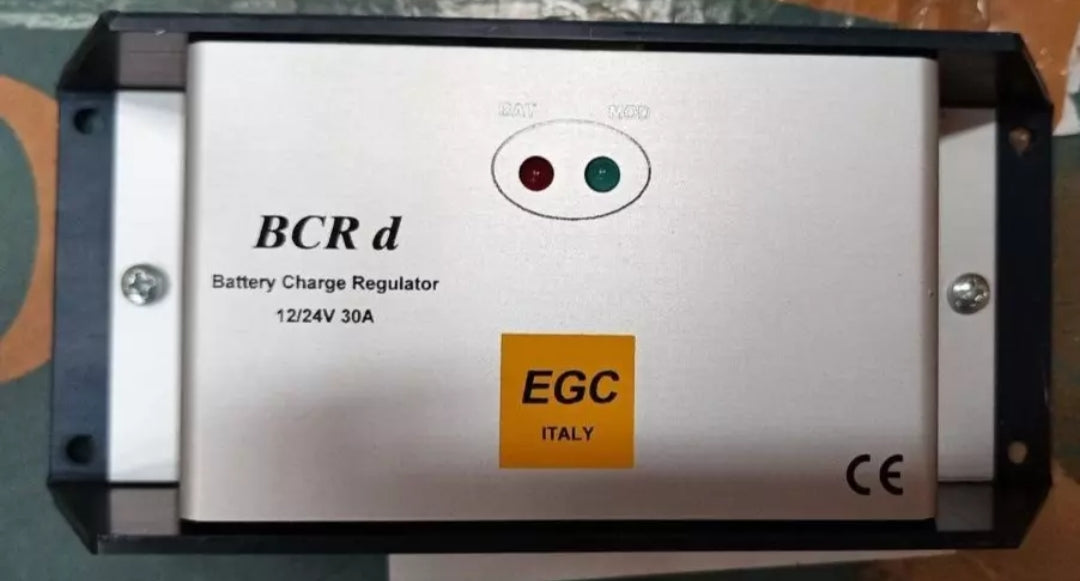 BAT MOD
BCR d
Battery Charge Regulator
12/24V 30A
EGC
ITALY
CE